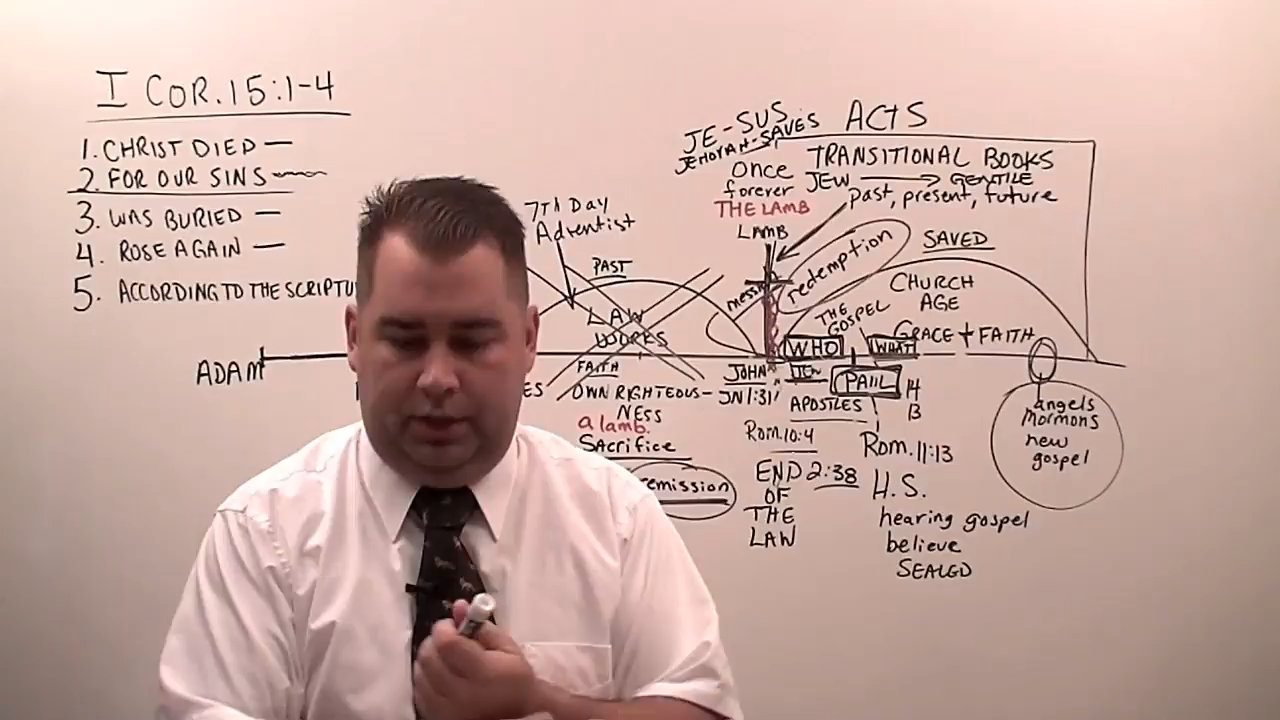 I COR. 15:1-4
1. CHRIST DIED —
2. FOR OUR SINS
3. WAS BURIED —
4. ROSE AGAIN —
5. ACCORDING TO THE SCRIPTU
ADAM
7TH Day
Adventist
PAST
LAW
WORKS
FAITH
ES
OWN RIGHTEOUS-
NESS
a lamb.
Sacrifice
emission
JE-SUS
JEHOVAH-SAVES
Once
forever
THE LAMB
LAMB
ACTS
TRANSITIONAL BOOKS
JEW → GENTILE
past, present, future
redemption
SAVED
CHURCH
AGE
THE
GOSPEL
GRACE + FAITH
WHO
WHAT
JOHN
JN 1:31
JEW
APOSTLES
PAUL
14
13
Rom. 10:4
END 2:38
OF
THE
LAW
Rom. 11:13
H.S.
hearing gospel
believe
SEALED
angels
Mormons
new
gospel